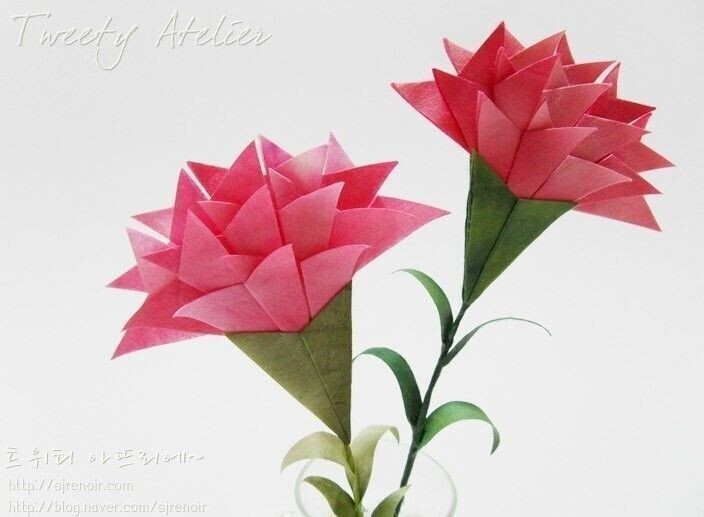 Tweety Atelier
트위티 아뜨리에~
http://sjrenoir.com
http://blog.naver.com/sjrenoir